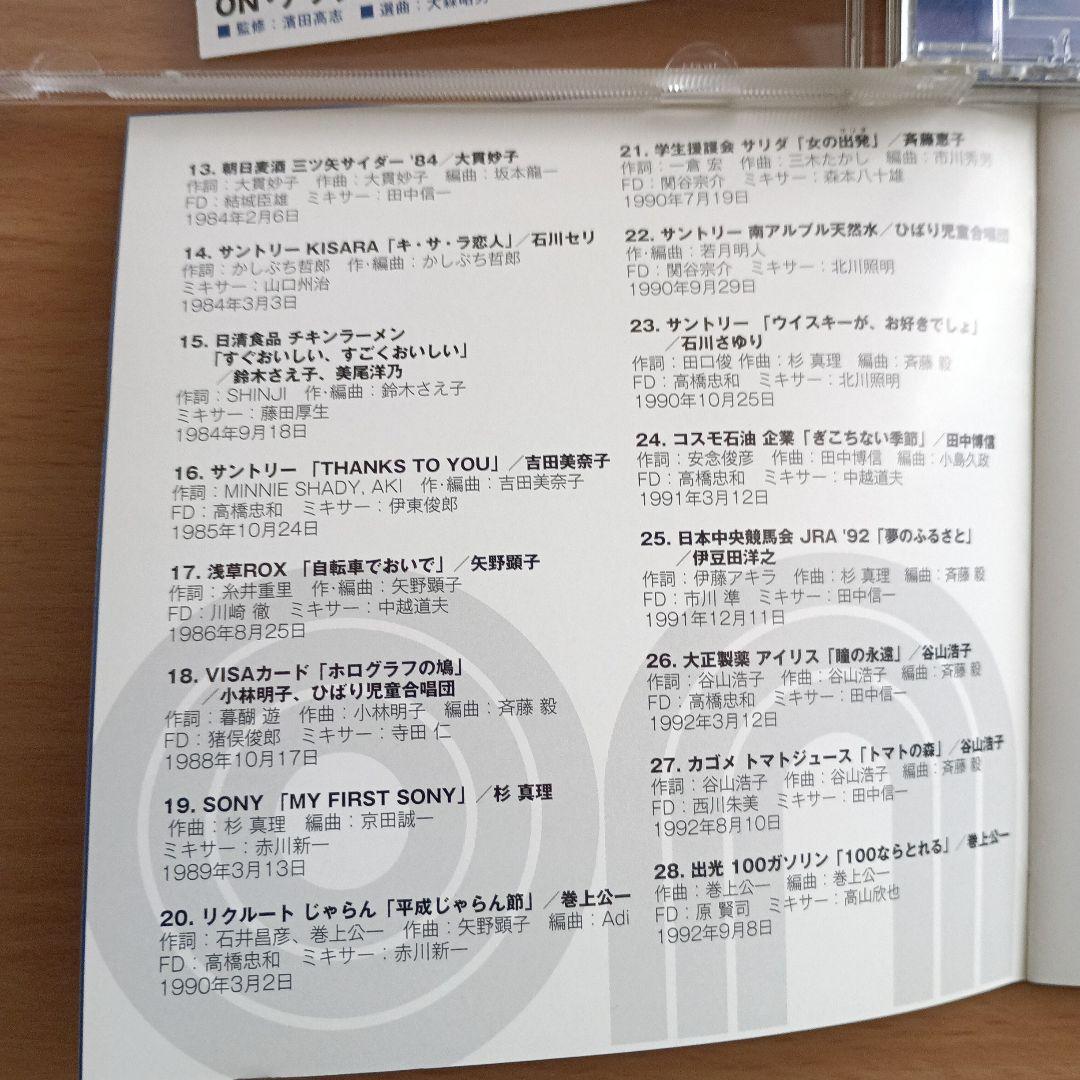 ON・ア
■監修：濱田高志 ■選曲：大森昭男
13. 朝日麦酒 三ツ矢サイダー '84／大貫妙子
作詞：大貫妙子 作曲：大貫妙子 編曲：坂本龍一
FD：結城臣雄 ミキサー：田中信一
1984年2月6日
14. サントリー KISARA「キ・サ・ラ恋人」／石川セリ
作詞：かしぶち哲郎 作・編曲：かしぶち哲郎
ミキサー：山口州治
1984年3月3日
15. 日清食品 チキンラーメン
「すぐおいしい、すごくおいしい」
／鈴木さえ子、美尾洋乃
作詞：SHINJI 作・編曲：鈴木さえ子
ミキサー：藤田厚生
1984年9月18日
16. サントリー 「THANKS TO YOU」／吉田美奈子
作詞：MINNIE SHADY, AKI 作・編曲：吉田美奈子
FD：高橋忠和 ミキサー：伊東俊郎
1985年10月24日
17. 浅草ROX 「自転車でおいで」／矢野顕子
作詞：糸井重里 作・編曲：矢野顕子
FD：川崎 徹 ミキサー：中越道夫
1986年8月25日
18. VISAカード「ホログラフの鳩」
／小林明子、ひばり児童合唱団
作詞：暮醐 遊 作曲：小林明子 編曲：斉藤 毅
FD：猪俣俊郎 ミキサー：寺田 仁
1988年10月17日
19. SONY 「MY FIRST SONY」／杉 真理
作曲：杉 真理 編曲：京田誠一
ミキサー：赤川新一
1989年3月13日
20. リクルート じゃらん「平成じゃらん節」／巻上公一
作詞：石井昌彦、巻上公一 作曲：矢野顕子 編曲：Adi
FD：高橋忠和 ミキサー：赤川新一
1990年3月2日
21. 学生援護会 サリダ「女の出発」／斉藤恵子
作詞：一倉 宏 作曲：三木たかし 編曲：市川秀男
FD：関谷宗介 ミキサー：森本八十雄
1990年7月19日
22. サントリー 南アルプル天然水／ひばり児童合唱団
作・編曲：若月明人
FD：関谷宗介 ミキサー：北川照明
1990年9月29日
23. サントリー 「ウイスキーが、お好きでしょ」
／石川さゆり
作詞：田口俊 作曲：杉 真理 編曲：斉藤 毅
FD：高橋忠和 ミキサー：北川照明
1990年10月25日
24. コスモ石油 企業「ぎこちない季節」／田中博信
作詞：安念俊彦 作曲：田中博信 編曲：小島久政
FD：高橋忠和 ミキサー：中越道夫
1991年3月12日
25. 日本中央競馬会 JRA '92「夢のふるさと」
／伊豆田洋之
作詞：伊藤アキラ 作曲：杉 真理 編曲：斉藤 毅
FD：市川 準 ミキサー：田中信一
1991年12月11日
26. 大正製薬 アイリス「瞳の永遠」／谷山浩子
作詞：谷山浩子 作曲：谷山浩子 編曲：斉藤 毅
FD：高橋忠和 ミキサー：田中信一
1992年3月12日
27. カゴメ トマトジュース「トマトの森」／谷山浩子
作詞：谷山浩子 作曲：谷山浩子 編曲：斉藤 毅
FD：西川朱美 ミキサー：田中信一
1992年8月10日
28. 出光 100ガソリン「100ならとれる」／巻上公一
作曲：巻上公一 編曲：巻上公一
FD：原 賢司 ミキサー：高山欣也
1992年9月8日